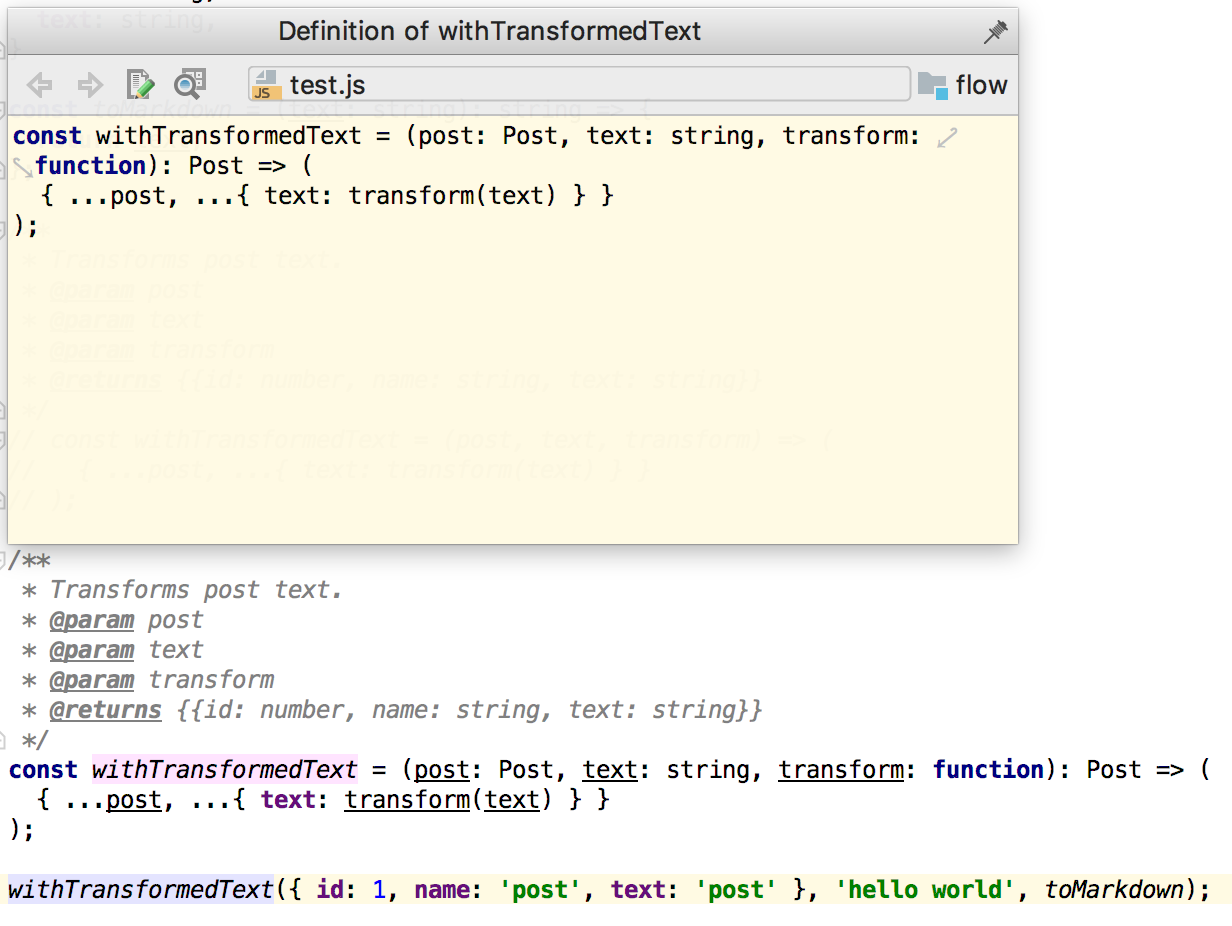 text: string,
Definition of withTransformedText
test.js
flow
const toMarkdown = (text: string): string => {
const withTransformedText = (post: Post, text: string, transform:
function): Post => (
{ ...post, ...{ text: transform(text) } }
);
* Transforms post text.
* @param post
* @param text
* @param transform
* @returns {{id: number, name: string, text: string}}
*/
// const withTransformedText = (post, text, transform) => (
//   { ...post, ...{ text: transform(text) } }
// );
/**
* Transforms post text.
* @param post
* @param text
* @param transform
* @returns {{id: number, name: string, text: string}}
*/
const withTransformedText = (post: Post, text: string, transform: function): Post => (
{ ...post, ...{ text: transform(text) } }
);
withTransformedText({ id: 1, name: 'post', text: 'post' }, 'hello world', toMarkdown);